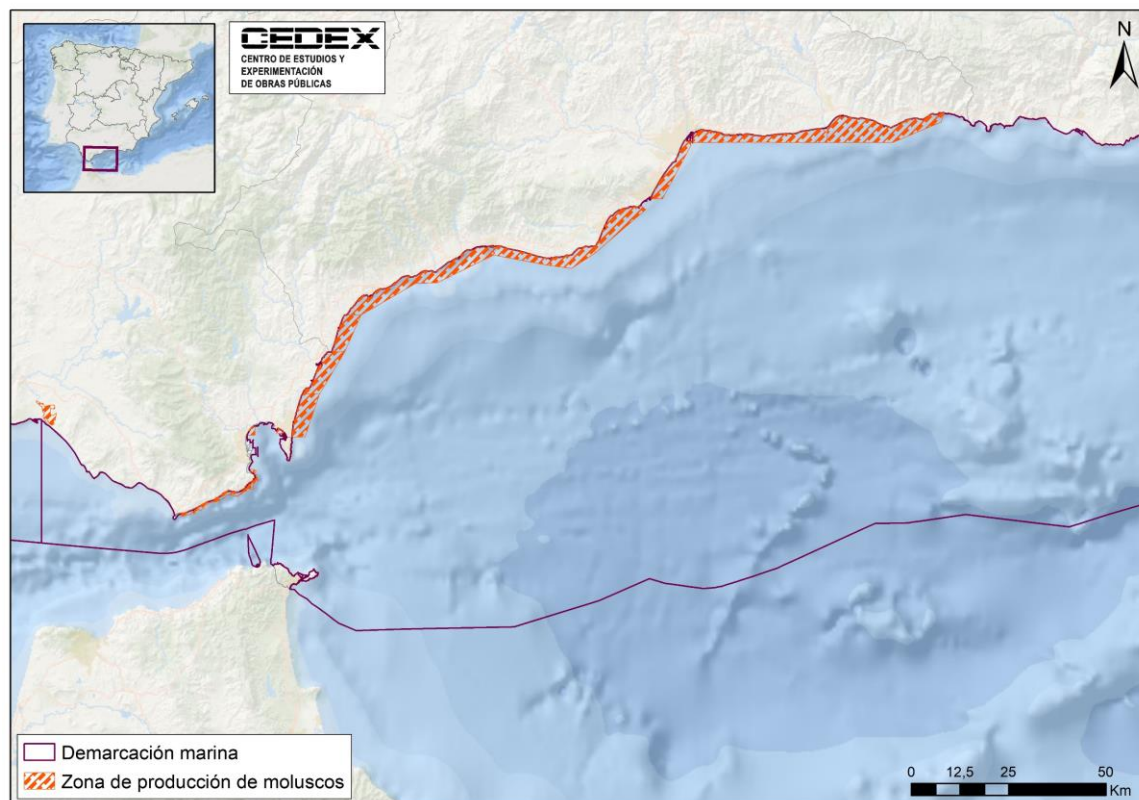 CEDEX
CENTRO DE ESTUDIOS Y
EXPERIMENTACIÓN
DE OBRAS PÚBLICAS
N
Demarcación marina
Zona de producción de moluscos
0 12,5 25 50
Km